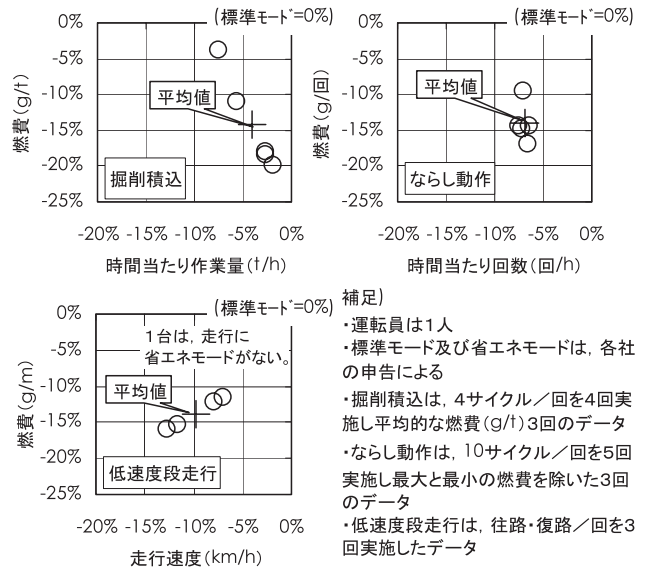 (標準ﾓｰﾄﾞ=0%)
0%
-5%
-10%
-15%
-20%
-25%
燃費(g/t)
平均値
掘削積込
-20% -15% -10% -5% 0%
時間当たり作業量(t/h)
(標準ﾓｰﾄﾞ=0%)
0%
-5%
-10%
-15%
-20%
-25%
燃費(g/回)
平均値
ならし動作
-20% -15% -10% -5% 0%
時間当たり回数(回/h)
(標準ﾓｰﾄﾞ=0%)
0%
-5%
-10%
-15%
-20%
-25%
燃費(g/m)
1台は，走行に
省エネモードがない。
平均値
低速度段走行
-20% -15% -10% -5% 0%
走行速度(km/h)
補足)
・運転員は1人
・標準モード及び省エネモードは，各社
の申告による
・掘削積込は，4サイクル／回を4回実
施し平均的な燃費(g/t)3回のデータ
・ならし動作は，10サイクル／回を5回
実施し最大と最小の燃費を除いた3回
のデータ
・低速度段走行は，往路・復路／回を3
回実施したデータ